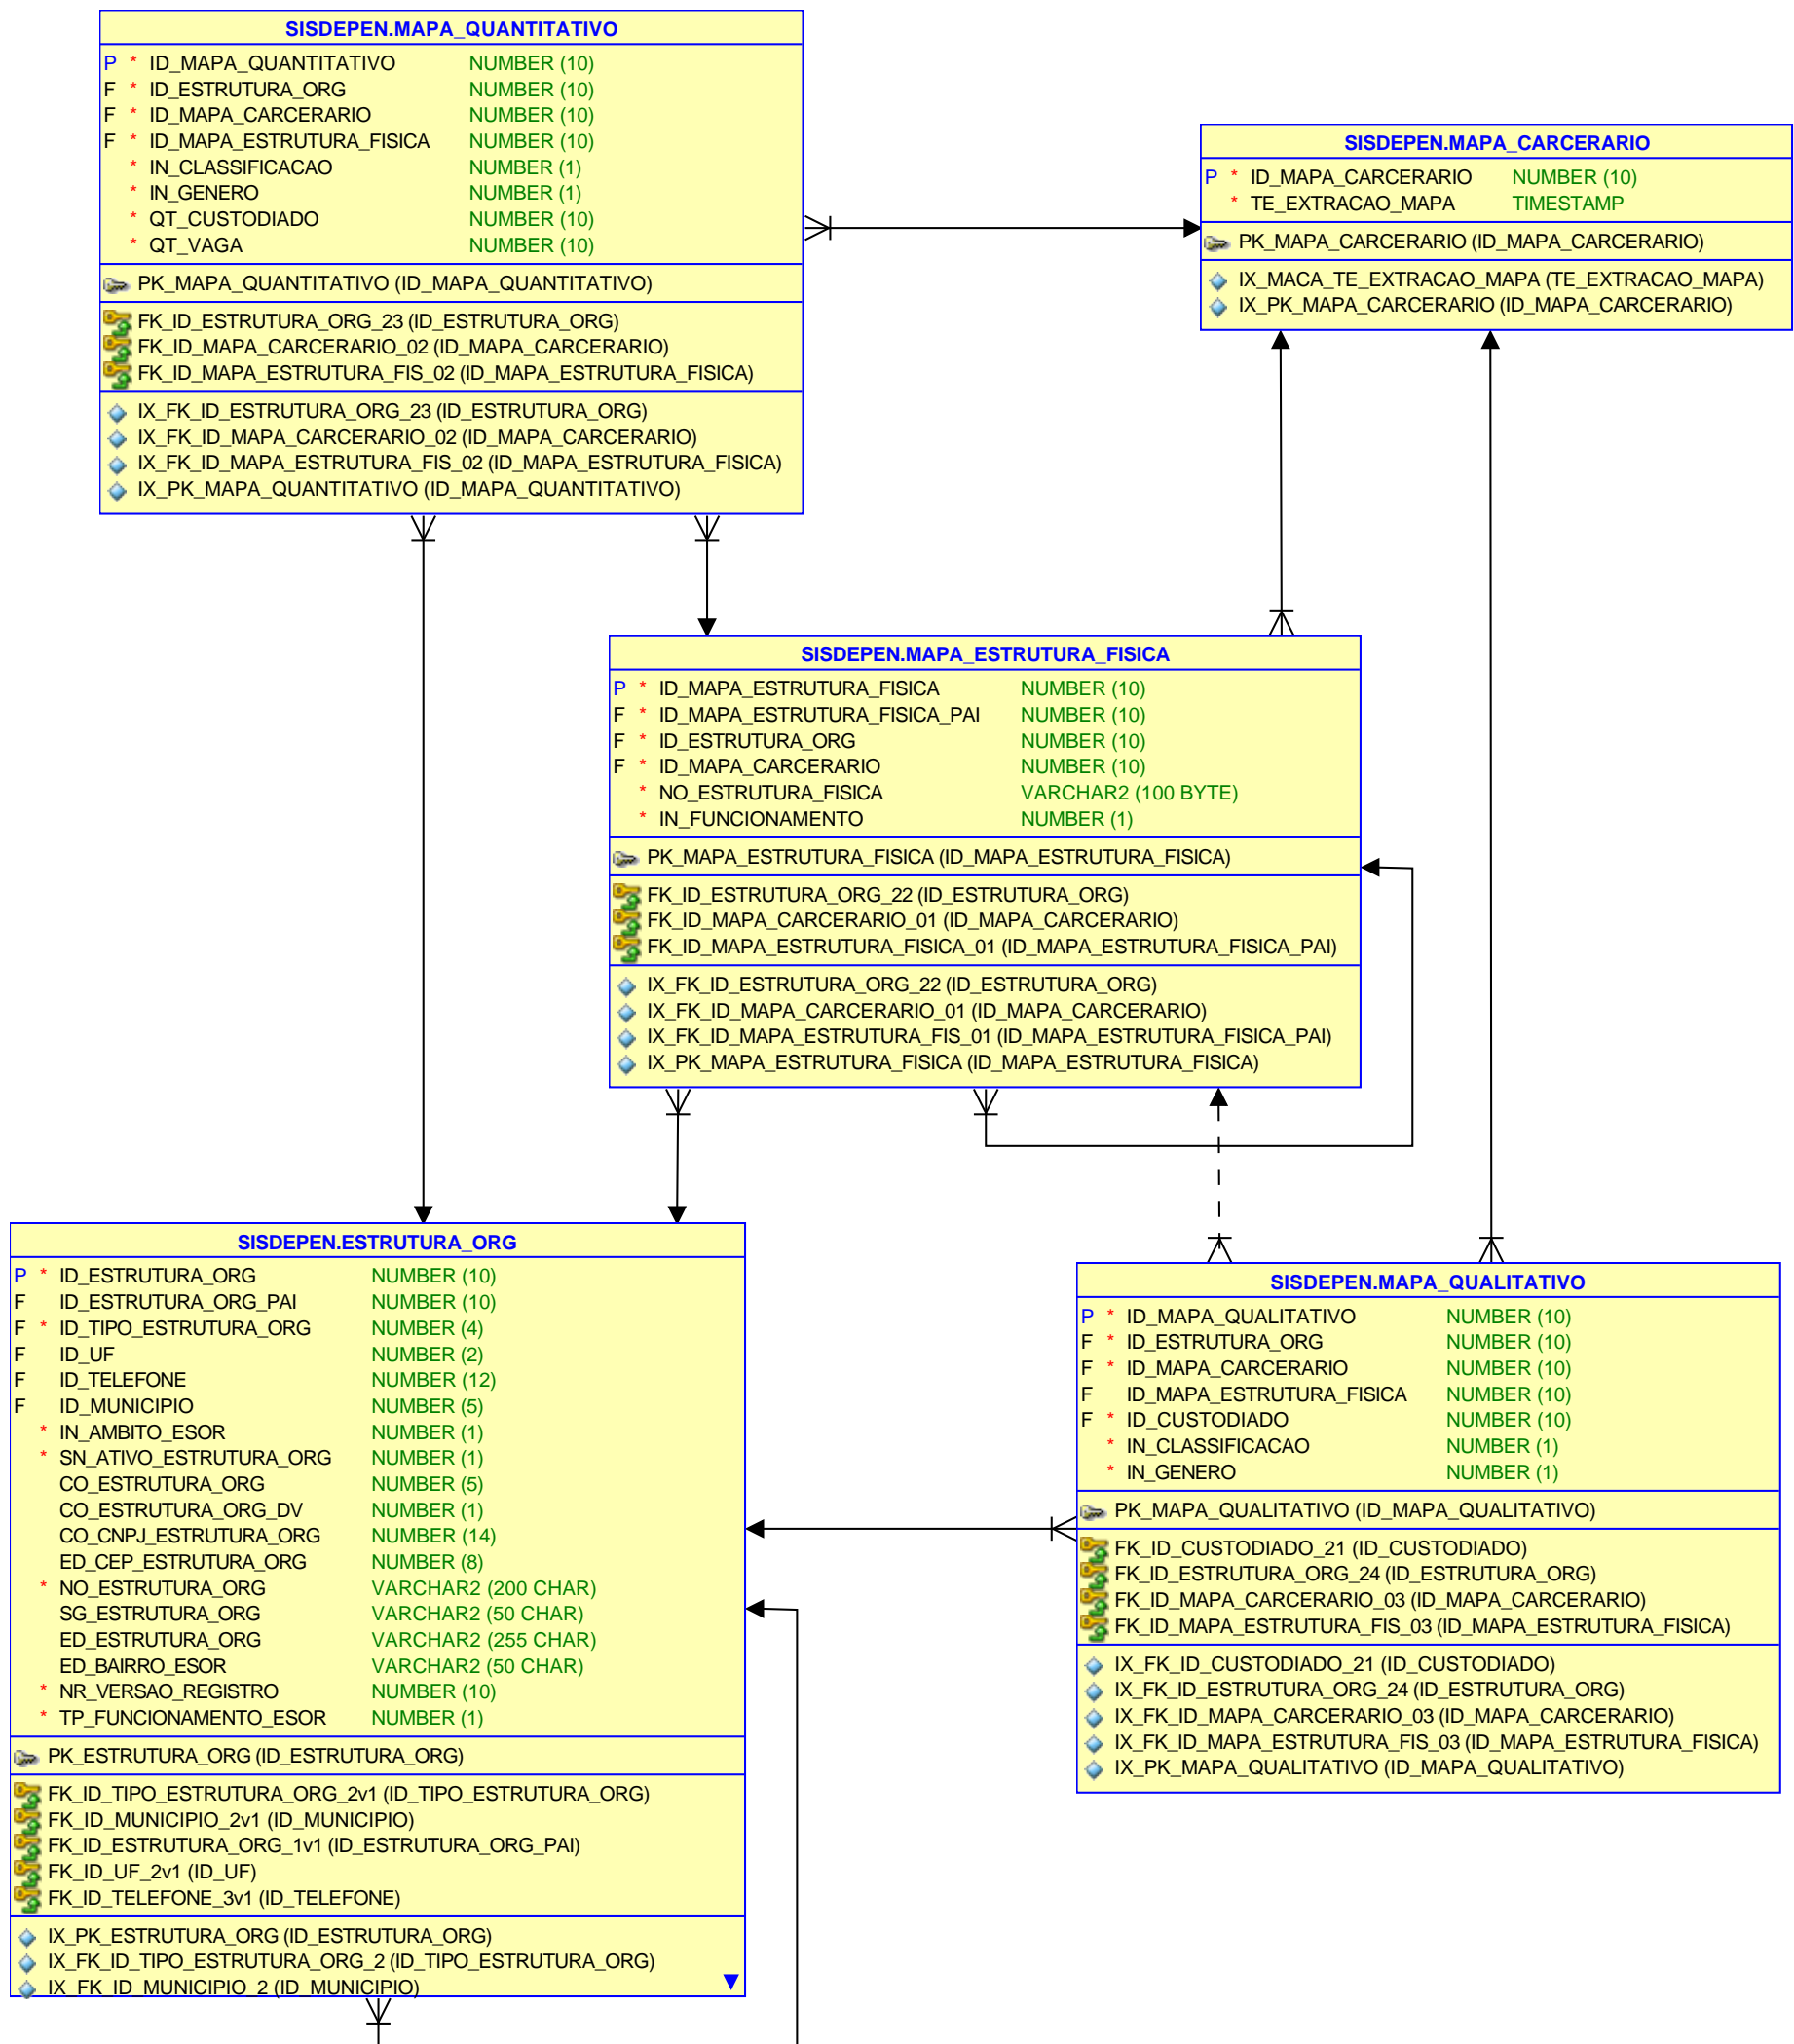 SISDEPEN.MAPA_QUANTITATIVO
P * ID_MAPA_QUANTITATIVO NUMBER (10)
F * ID_ESTRUTURA_ORG NUMBER (10)
F * ID_MAPA_CARCERARIO NUMBER (10)
F * ID_MAPA_ESTRUTURA_FISICA NUMBER (10)
* IN_CLASSIFICACAO NUMBER (1)
* IN_GENERO NUMBER (1)
* QT_CUSTODIADO NUMBER (10)
* QT_VAGA NUMBER (10)
PK_MAPA_QUANTITATIVO (ID_MAPA_QUANTITATIVO)
FK_ID_ESTRUTURA_ORG_23 (ID_ESTRUTURA_ORG)
FK_ID_MAPA_CARCERARIO_02 (ID_MAPA_CARCERARIO)
FK_ID_MAPA_ESTRUTURA_FIS_02 (ID_MAPA_ESTRUTURA_FISICA)
IX_FK_ID_ESTRUTURA_ORG_23 (ID_ESTRUTURA_ORG)
IX_FK_ID_MAPA_CARCERARIO_02 (ID_MAPA_CARCERARIO)
IX_FK_ID_MAPA_ESTRUTURA_FIS_02 (ID_MAPA_ESTRUTURA_FISICA)
IX_PK_MAPA_QUANTITATIVO (ID_MAPA_QUANTITATIVO)
SISDEPEN.MAPA_CARCERARIO
P * ID_MAPA_CARCERARIO NUMBER (10)
* TE_EXTRACAO_MAPA TIMESTAMP
PK_MAPA_CARCERARIO (ID_MAPA_CARCERARIO)
IX_MACA_TE_EXTRACAO_MAPA (TE_EXTRACAO_MAPA)
IX_PK_MAPA_CARCERARIO (ID_MAPA_CARCERARIO)
SISDEPEN.MAPA_ESTRUTURA_FISICA
P * ID_MAPA_ESTRUTURA_FISICA NUMBER (10)
F * ID_MAPA_ESTRUTURA_FISICA_PAI NUMBER (10)
F * ID_ESTRUTURA_ORG NUMBER (10)
F * ID_MAPA_CARCERARIO NUMBER (10)
* NO_ESTRUTURA_FISICA VARCHAR2 (100 BYTE)
* IN_FUNCIONAMENTO NUMBER (1)
PK_MAPA_ESTRUTURA_FISICA (ID_MAPA_ESTRUTURA_FISICA)
FK_ID_ESTRUTURA_ORG_22 (ID_ESTRUTURA_ORG)
FK_ID_MAPA_CARCERARIO_01 (ID_MAPA_CARCERARIO)
FK_ID_MAPA_ESTRUTURA_FISICA_01 (ID_MAPA_ESTRUTURA_FISICA_PAI)
IX_FK_ID_ESTRUTURA_ORG_22 (ID_ESTRUTURA_ORG)
IX_FK_ID_MAPA_CARCERARIO_01 (ID_MAPA_CARCERARIO)
IX_FK_ID_MAPA_ESTRUTURA_FIS_01 (ID_MAPA_ESTRUTURA_FISICA_PAI)
IX_PK_MAPA_ESTRUTURA_FISICA (ID_MAPA_ESTRUTURA_FISICA)
SISDEPEN.ESTRUTURA_ORG
P * ID_ESTRUTURA_ORG NUMBER (10)
F ID_ESTRUTURA_ORG_PAI NUMBER (10)
F * ID_TIPO_ESTRUTURA_ORG NUMBER (4)
F ID_UF NUMBER (2)
F ID_TELEFONE NUMBER (12)
F ID_MUNICIPIO NUMBER (5)
* IN_AMBITO_ESOR NUMBER (1)
* SN_ATIVO_ESTRUTURA_ORG NUMBER (1)
CO_ESTRUTURA_ORG NUMBER (5)
CO_ESTRUTURA_ORG_DV NUMBER (1)
CO_CNPJ_ESTRUTURA_ORG NUMBER (14)
ED_CEP_ESTRUTURA_ORG NUMBER (8)
* NO_ESTRUTURA_ORG VARCHAR2 (200 CHAR)
SG_ESTRUTURA_ORG VARCHAR2 (50 CHAR)
ED_ESTRUTURA_ORG VARCHAR2 (255 CHAR)
ED_BAIRRO_ESOR VARCHAR2 (50 CHAR)
* NR_VERSAO_REGISTRO NUMBER (10)
* TP_FUNCIONAMENTO_ESOR NUMBER (1)
PK_ESTRUTURA_ORG (ID_ESTRUTURA_ORG)
FK_ID_TIPO_ESTRUTURA_ORG_2v1 (ID_TIPO_ESTRUTURA_ORG)
FK_ID_MUNICIPIO_2v1 (ID_MUNICIPIO)
FK_ID_ESTRUTURA_ORG_1v1 (ID_ESTRUTURA_ORG_PAI)
FK_ID_UF_2v1 (ID_UF)
FK_ID_TELEFONE_3v1 (ID_TELEFONE)
IX_PK_ESTRUTURA_ORG (ID_ESTRUTURA_ORG)
IX_FK_ID_TIPO_ESTRUTURA_ORG_2 (ID_TIPO_ESTRUTURA_ORG)
IX_FK_ID_MUNICIPIO_2 (ID_MUNICIPIO)
SISDEPEN.MAPA_QUALITATIVO
P * ID_MAPA_QUALITATIVO NUMBER (10)
F * ID_ESTRUTURA_ORG NUMBER (10)
F * ID_MAPA_CARCERARIO NUMBER (10)
F ID_MAPA_ESTRUTURA_FISICA NUMBER (10)
F * ID_CUSTODIADO NUMBER (10)
* IN_CLASSIFICACAO NUMBER (1)
* IN_GENERO NUMBER (1)
PK_MAPA_QUALITATIVO (ID_MAPA_QUALITATIVO)
FK_ID_CUSTODIADO_21 (ID_CUSTODIADO)
FK_ID_ESTRUTURA_ORG_24 (ID_ESTRUTURA_ORG)
FK_ID_MAPA_CARCERARIO_03 (ID_MAPA_CARCERARIO)
FK_ID_MAPA_ESTRUTURA_FIS_03 (ID_MAPA_ESTRUTURA_FISICA)
IX_FK_ID_CUSTODIADO_21 (ID_CUSTODIADO)
IX_FK_ID_ESTRUTURA_ORG_24 (ID_ESTRUTURA_ORG)
IX_FK_ID_MAPA_CARCERARIO_03 (ID_MAPA_CARCERARIO)
IX_FK_ID_MAPA_ESTRUTURA_FIS_03 (ID_MAPA_ESTRUTURA_FISICA)
IX_PK_MAPA_QUALITATIVO (ID_MAPA_QUALITATIVO)